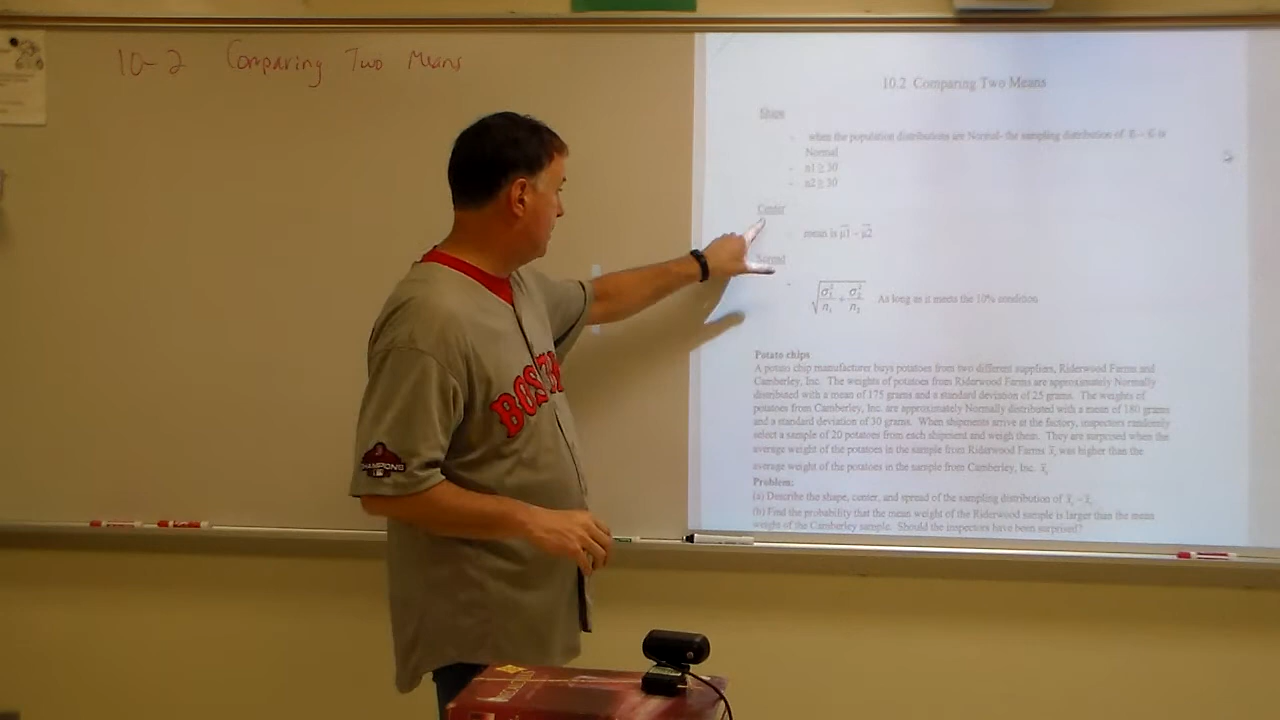 10-2 Comparing Two Means
10.2 Comparing Two Means
Shape
- when the population distributions are Normal- the sampling distribution of x̄ - x̄ is
Normal
- n1 ≥ 30
- n2 ≥ 30
Center
mean is μ1 - μ2
Normal
√(σ₁²/n₁ + σ₂²/n₂) As long as it meets the 10% condition
Potato chips
A potato chip manufacturer buys potatoes from two different suppliers, Riderwood Farms and
Camberley, Inc. The weights of potatoes from Riderwood Farms are approximately Normally
distributed with a mean of 175 grams and a standard deviation of 25 grams. The weights of
potatoes from Camberley, Inc. are approximately Normally distributed with a mean of 180 grams
and a standard deviation of 30 grams. When shipments arrive at the factory, inspectors randomly
select a sample of 20 potatoes from each shipment and weigh them. They are surprised when the
average weight of the potatoes in the sample from Riderwood Farms x̄ᵣ was higher than the
average weight of the potatoes in the sample from Camberley, Inc. x̄
Problem:
(a) Describe the shape, center, and spread of the sampling distribution of x̄ - x̄
(b) Find the probability that the mean weight of the Riderwood sample is larger than the mean
weight of the Camberley sample. Should the inspectors have been surprised?
BOST
CHAMPIONS